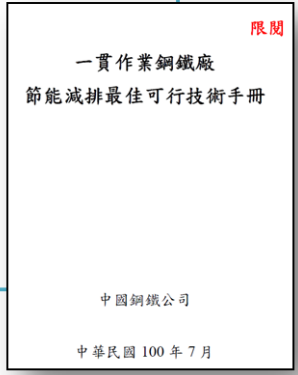 限閱
一貫作業鋼鐵廠
節能減排最佳可行技術手冊
中國鋼鐵公司
中華民國 100 年 7 月